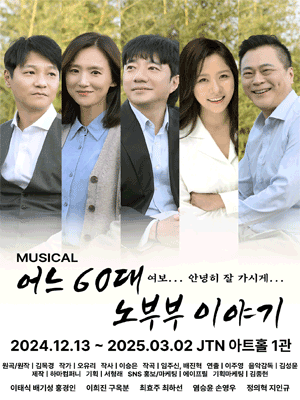 MUSICAL
어느 60대 여보... 안녕히 잘 가시게...
노부부 이야기
2024.12.13 ~ 2025.03.02 JTN 아트홀 1관
원곡/원작 | 김목경 작가 | 오유리 작사 | 이승은 작곡 | 임주신, 배진혁 연출 | 이주영 음악감독 | 김성윤
제작 | 하마컴퍼니 기획 | 서형래 SNS 홍보/마케팅 | 에이프릴 기획마케팅 | 김종헌
이태식 배기성 홍경인 이희진 구옥분 최효주 최하선 염승윤 손영우 정의혁 지인규